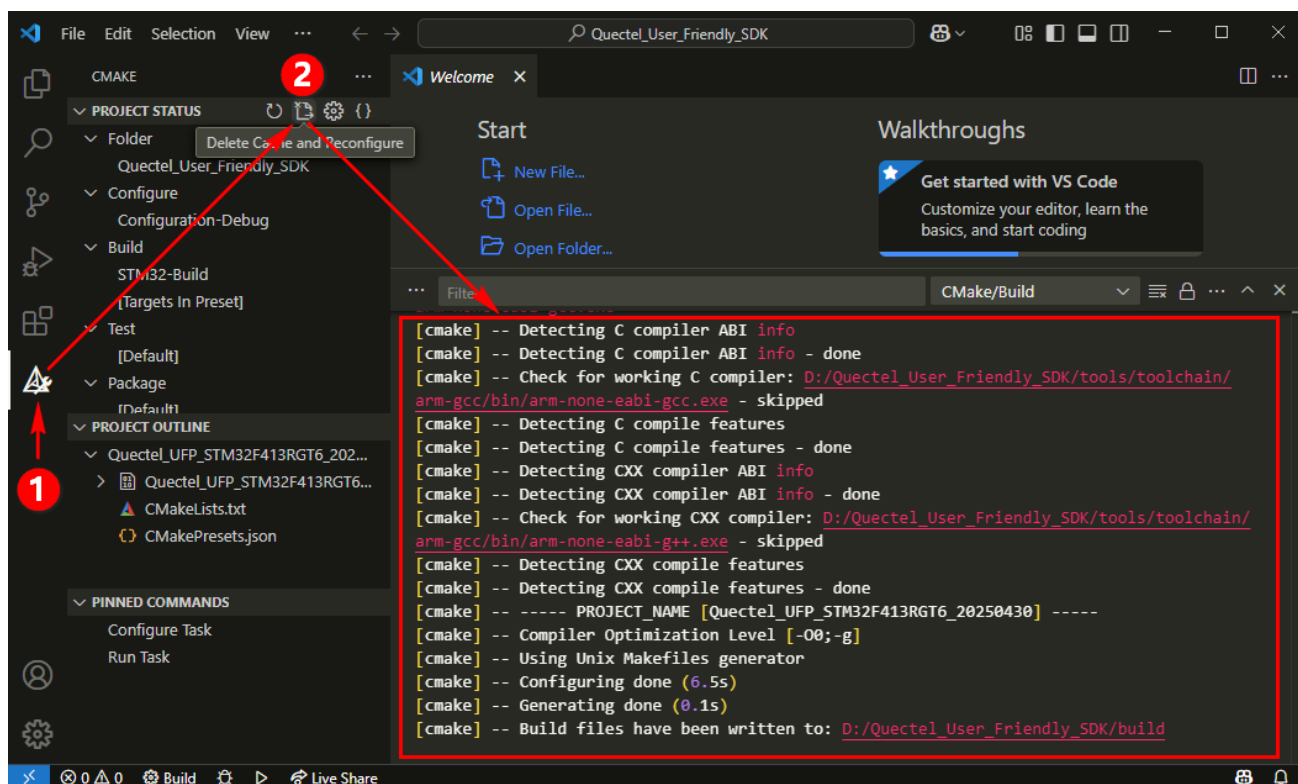 File Edit Selection View ··· Quectel_User_Friendly_SDK
CMAKE
2
Welcome
PROJECT STATUS
Delete Cache and Reconfigure
Folder
Quectel_User_Friendly_SDK
Configure
Configuration-Debug
Build
STM32-Build
[Targets In Preset]
Test
[Default]
Package
[Default]
PROJECT OUTLINE
Quectel_UFP_STM32F413RGT6_202...
Quectel_UFP_STM32F413RGT6...
CMakeLists.txt
CMakePresets.json
1
PINNED COMMANDS
Configure Task
Run Task
Start
New File...
Open File...
Open Folder...
Walkthroughs
Get started with VS Code
Customize your editor, learn the
basics, and start coding
Filte
CMake/Build
[cmake] -- Detecting C compiler ABI info
[cmake] -- Detecting C compiler ABI info - done
[cmake] -- Check for working C compiler: D:/Quectel_User_Friendly_SDK/tools/toolchain/
arm-gcc/bin/arm-none-eabi-gcc.exe - skipped
[cmake] -- Detecting C compile features
[cmake] -- Detecting C compile features - done
[cmake] -- Detecting CXX compiler ABI info
[cmake] -- Detecting CXX compiler ABI info - done
[cmake] -- Check for working CXX compiler: D:/Quectel_User_Friendly_SDK/tools/toolchain/
arm-gcc/bin/arm-none-eabi-g++.exe - skipped
[cmake] -- Detecting CXX compile features
[cmake] -- Detecting CXX compile features - done
[cmake] -- ----- PROJECT_NAME [Quectel_UFP_STM32F413RGT6_20250430] -----
[cmake] -- Compiler Optimization Level [-O0;-g]
[cmake] -- Using Unix Makefiles generator
[cmake] -- Configuring done (6.5s)
[cmake] -- Generating done (0.1s)
[cmake] -- Build files have been written to: D:/Quectel_User_Friendly_SDK/build
0 0 Build Live Share